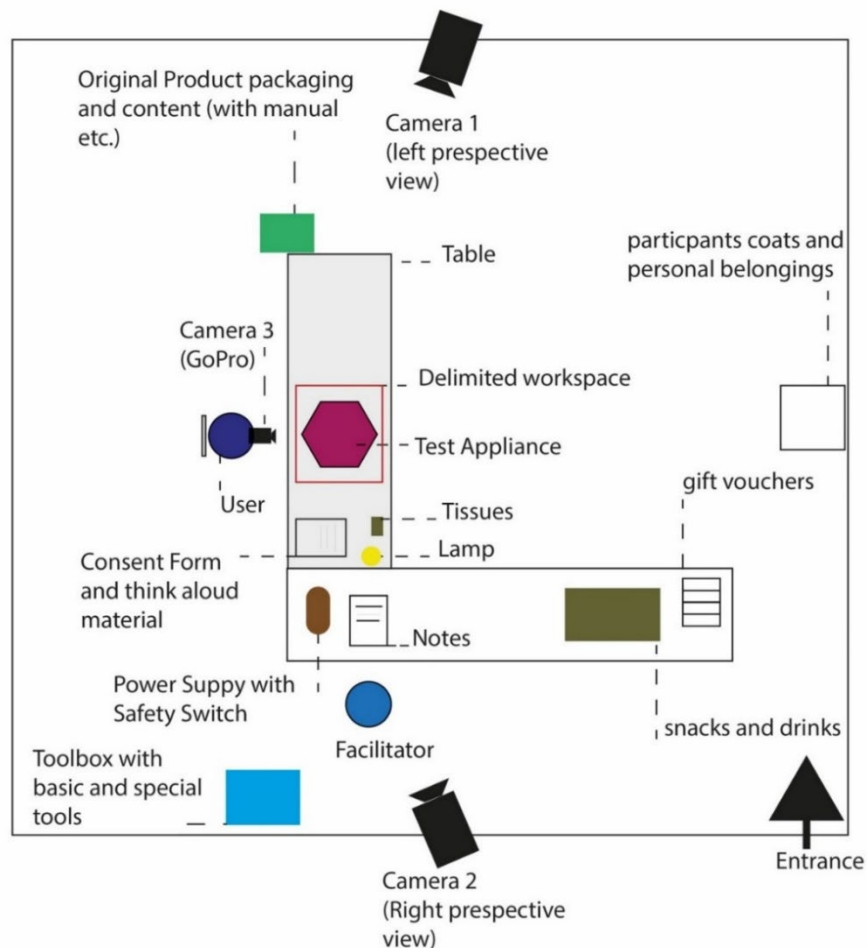 Original Product packaging
and content (with manual
etc.)
Camera 1
(left prespective
view)
Table
particpants coats and
personal belongings
Camera 3
(GoPro)
Delimited workspace
Test Appliance
User
gift vouchers
Tissues
Lamp
Consent Form
and think aloud
material
Notes
Power Suppy with
Safety Switch
Facilitator
snacks and drinks
Toolbox with
basic and special
tools
Entrance
Camera 2
(Right prespective
view)